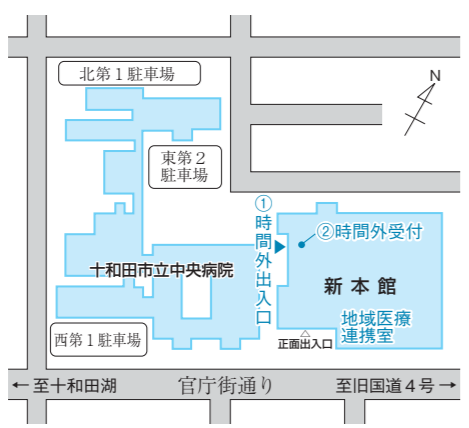 北第１駐車場
N
東第２
駐車場
①時間外出入口
②時間外受付
十和田市立中央病院
新本館
地域医療
連携室
西第１駐車場
△
正面出入口
←至十和田湖
官庁街通り
至旧国道４号→